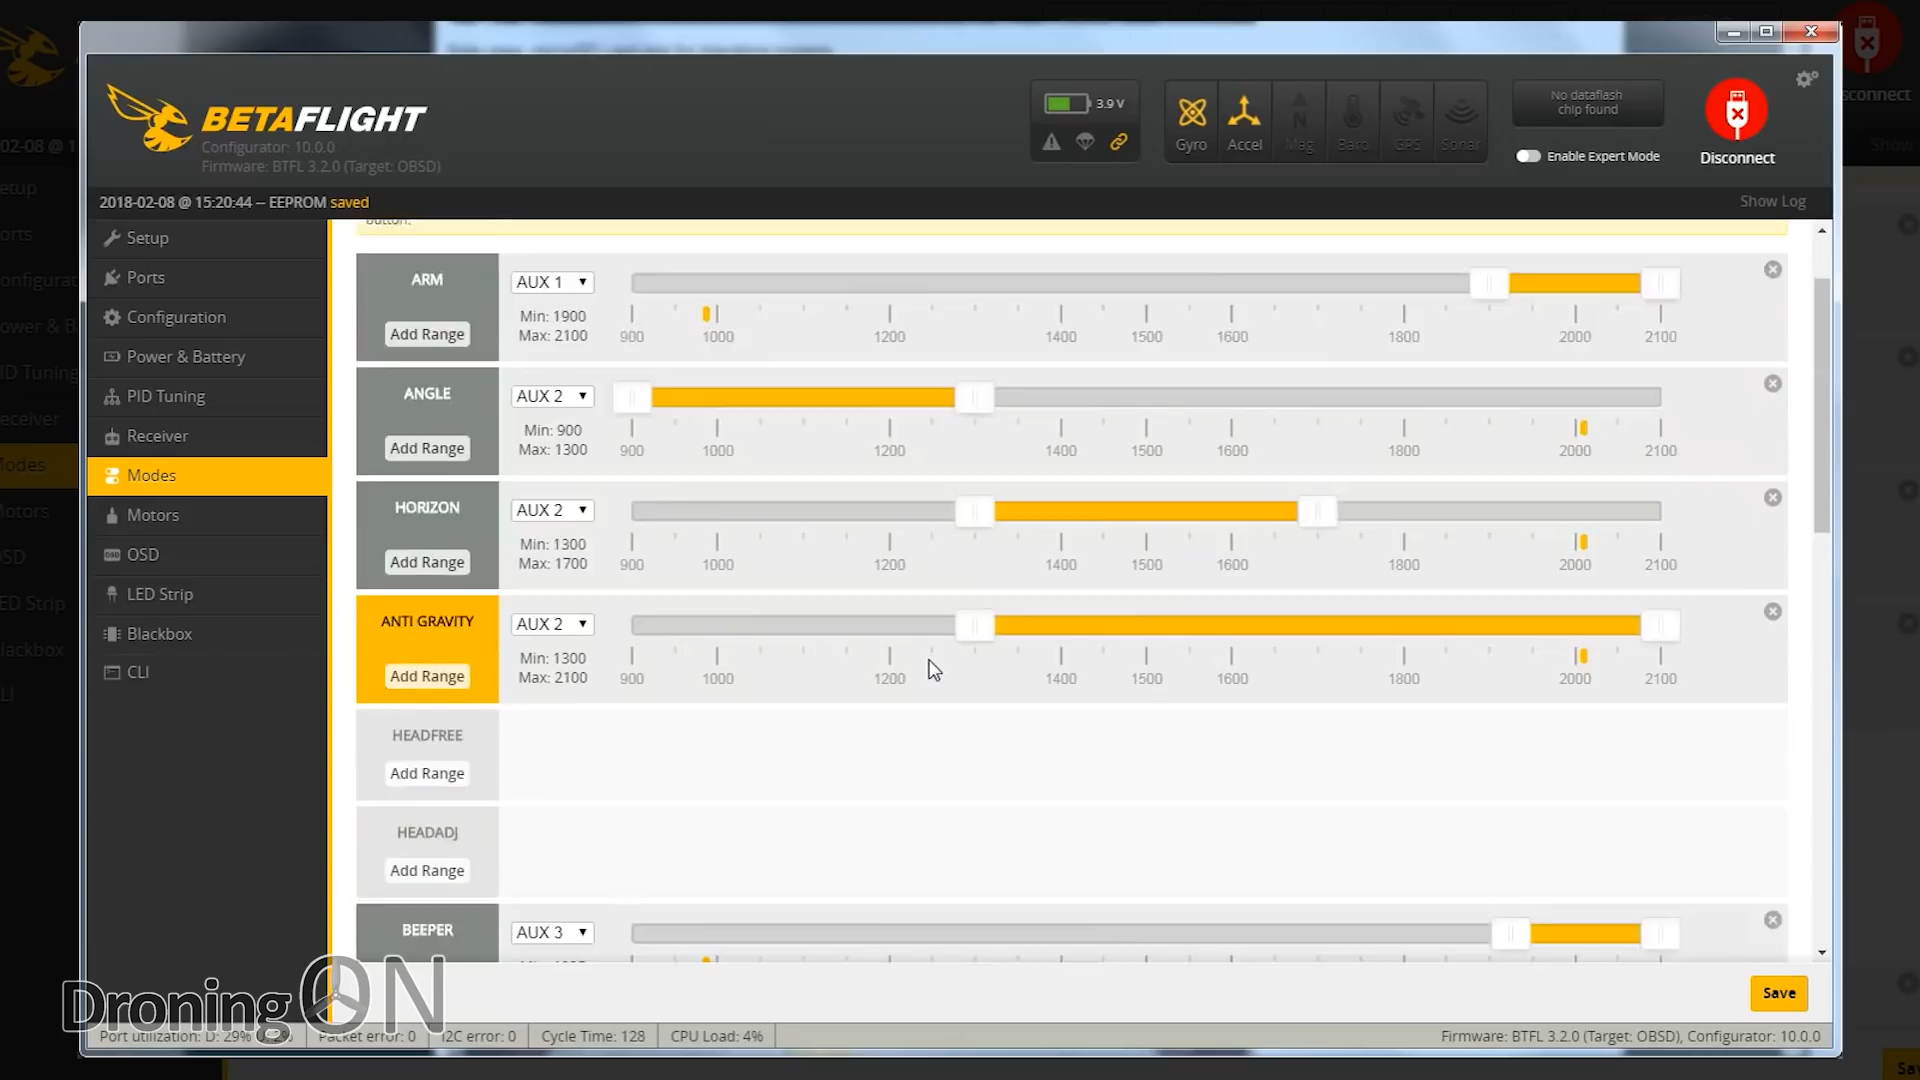 BETAFLIGHT
Configurator: 10.0.0
Firmware: BTFL 3.2.0 (Target: OBSD)
3.9 V
Gyro
Accel
Mag
Baro
GPS
Sonar
No dataflash
chip found
Enable Expert Mode
Disconnect
2018-02-08 @ 15:20:44 -- EEPROM saved
Show Log
Setup
Ports
Configuration
Power & Battery
PID Tuning
Receiver
Modes
Motors
OSD
LED Strip
Blackbox
CLI
button.
ARM
Add Range
AUX 1
Min: 1900
Max: 2100
900 1000 1200 1400 1500 1600 1800 2000 2100
ANGLE
Add Range
AUX 2
Min: 900
Max: 1300
900 1000 1200 1400 1500 1600 1800 2000 2100
HORIZON
Add Range
AUX 2
Min: 1300
Max: 1700
900 1000 1200 1400 1500 1600 1800 2000 2100
ANTI GRAVITY
Add Range
AUX 2
Min: 1300
Max: 2100
900 1000 1200 1400 1500 1600 1800 2000 2100
HEADFREE
Add Range
HEADADJ
Add Range
BEEPER
AUX 3
Save
DroningON
Port utilization: D: 29% U: 2%
Packet error: 0
I2C error: 0
Cycle Time: 128
CPU Load: 4%
Firmware: BTFL 3.2.0 (Target: OBSD), Configurator: 10.0.0